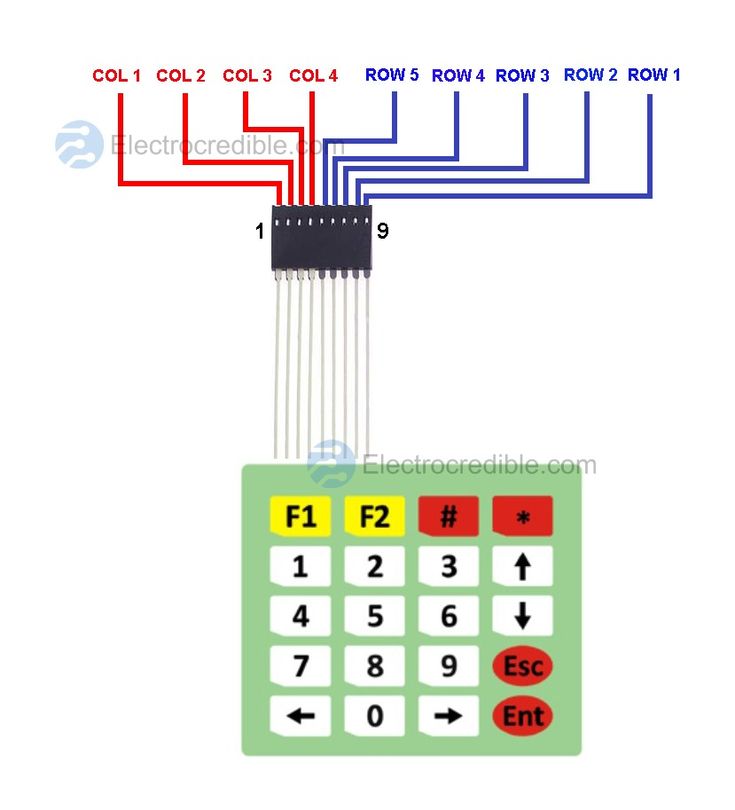 COL 1 COL 2 COL 3 COL 4 ROW 5 ROW 4 ROW 3 ROW 2 ROW 1
Electrocredible.com
1 9
Electrocredible.com
F1 F2 # *
1 2 3 ↑
4 5 6 ↓
7 8 9 Esc
← 0 → Ent